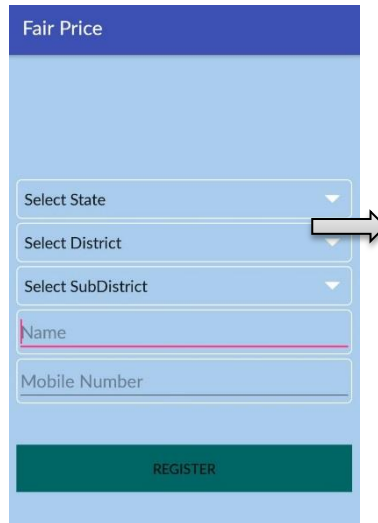 Fair Price
Select State
Select District
Select SubDistrict
Name
Mobile Number
REGISTER